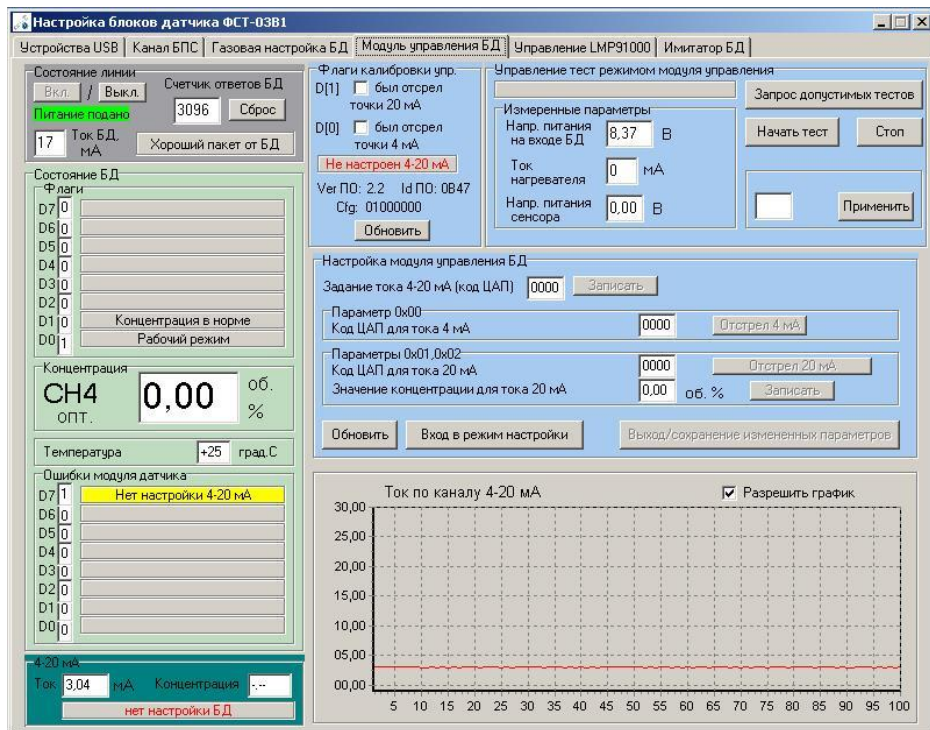 Настройка блоков датчика ФСТ-03В1
Устройства USB Канал БПС Газовая настройка БД Модуль управления БД Управление LMP91000 Имитатор БД
Состояние линии
Вкл. / Выкл.
Счетчик ответов БД
3096 Сброс
Питание подано
17 Ток БД, мА
Хороший пакет от БД
Состояние БД
Флаги
D7 0
D6 0
D5 0
D4 0
D3 0
D2 0
D1 0 Концентрация в норме
D0 1 Рабочий режим
Концентрация
CH4 опт.
0,00 об. %
Температура +25 град.С
Ошибки модуля датчика
D7 1 Нет настройки 4-20 мА
D6 0
D5 0
D4 0
D3 0
D2 0
D1 0
D0 0
4-20 мА
Ток 3,04 мА Концентрация -,--
нет настройки БД
Флаги калибровки упр.
D[1] был отсрел
точки 20 мА
D[0] был отсрел
точки 4 мА
Не настроен 4-20 мА
Ver ПО: 2.2 Id ПО: 0B47
Cfg: 01000000
Обновить
Управление тест режимом модуля управления
Измеренные параметры
Напр. питания
на входе БД 8,37 В
Ток
нагревателя 0 мА
Напр. питания
сенсора 0,00 В
Запрос допустимых тестов
Начать тест Стоп
Применить
Настройка модуля управления БД
Задание тока 4-20 мА (код ЦАП) 0000 Записать
Параметр 0x00
Код ЦАП для тока 4 мА 0000 Отстрел 4 мА
Параметры 0x01,0x02
Код ЦАП для тока 20 мА 0000 Отстрел 20 мА
Значение концентрации для тока 20 мА 0,00 об. % Записать
Обновить Вход в режим настройки Выход/сохранение измененных параметров
Ток по каналу 4-20 мА
Разрешить график
30,00
25,00
20,00
15,00
10,00
05,00
00,00
5 10 15 20 25 30 35 40 45 50 55 60 65 70 75 80 85 90 95 100